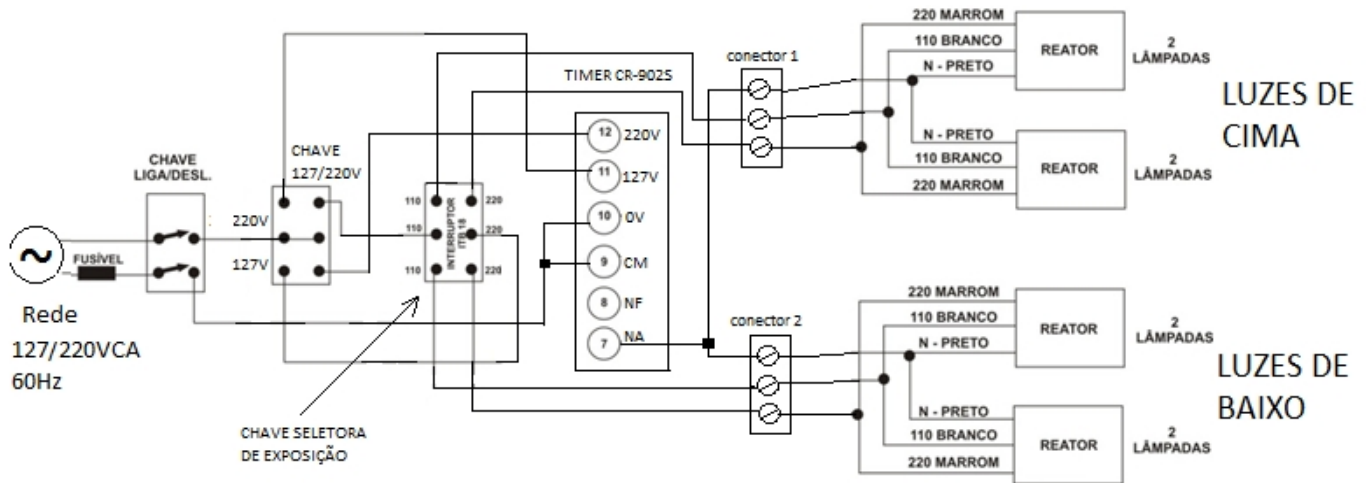 220 MARROM
110 BRANCO
N - PRETO
REATOR
2
LÂMPADAS
conector 1
TIMER CR-902S
LUZES DE
CIMA
N - PRETO
110 BRANCO
220 MARROM
REATOR
2
LÂMPADAS
CHAVE
LIGA/DESL.
CHAVE
127/220V
220V
127V
FUSÍVEL
~
Rede
127/220VCA
60Hz
110
220
110
220
110
220
INTERRUPTOR
ITB 18
12 220V
11 127V
10 0V
9 CM
8 NF
7 NA
CHAVE SELETORA
DE EXPOSIÇÃO
conector 2
220 MARROM
110 BRANCO
N - PRETO
REATOR
2
LÂMPADAS
LUZES DE
BAIXO
N - PRETO
110 BRANCO
220 MARROM
REATOR
2
LÂMPADAS